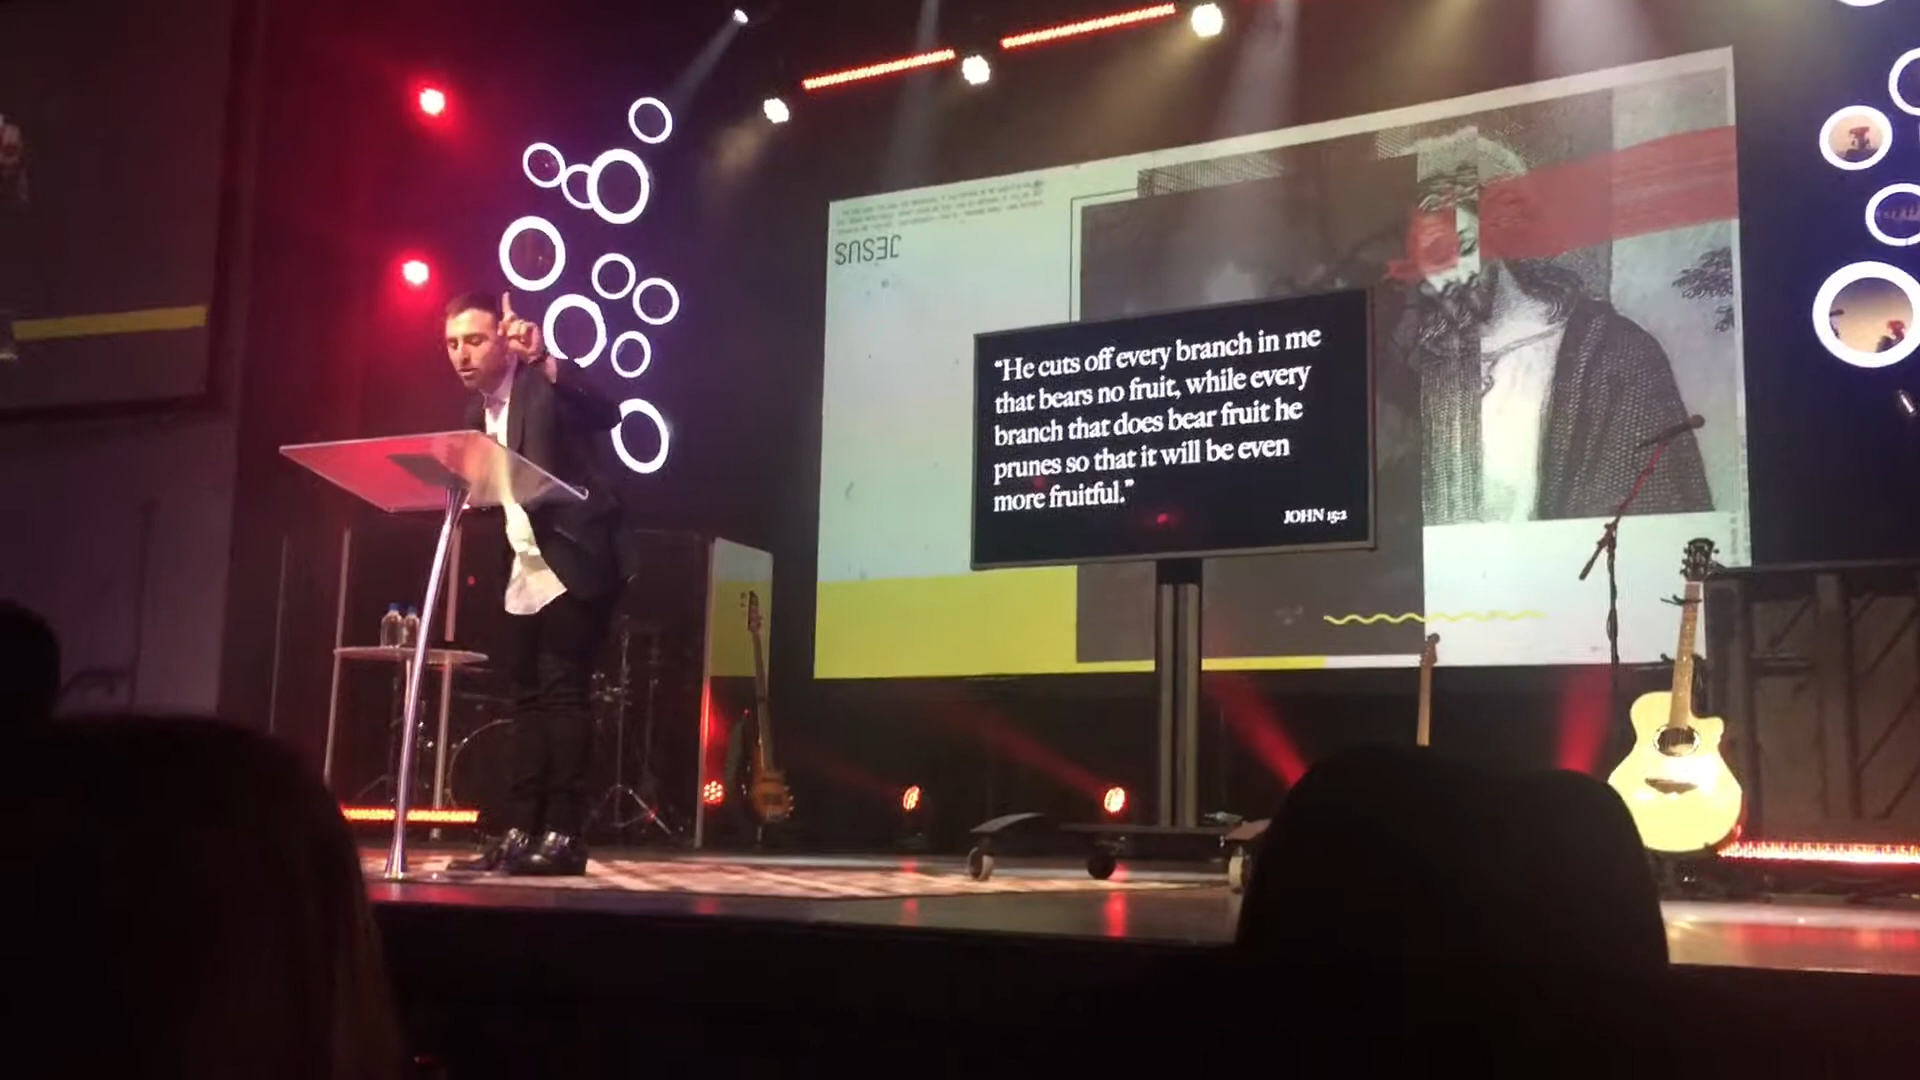 JESUS
“He cuts off every branch in me
that bears no fruit, while every
branch that does bear fruit he
prunes so that it will be even
more fruitful.”
JOHN 15:2